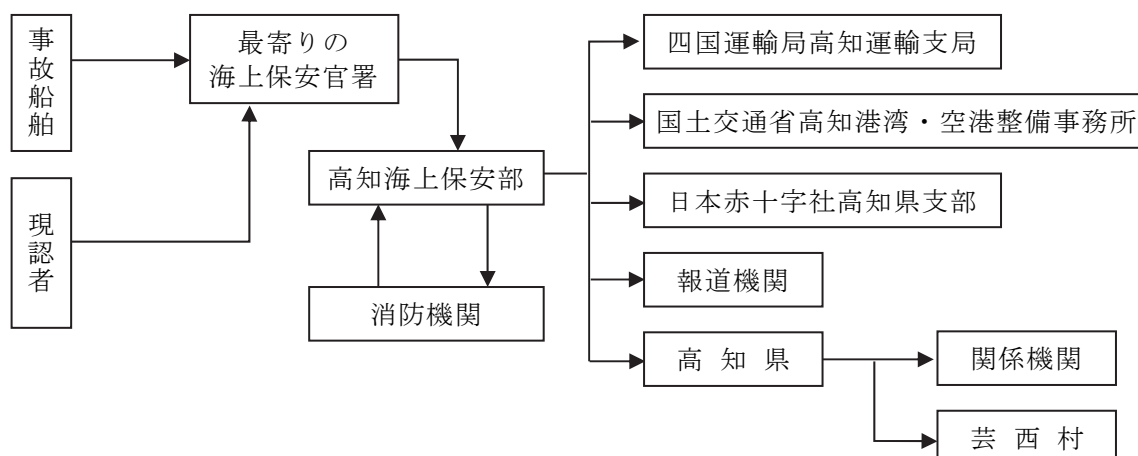 事故船舶
最寄りの
海上保安官署
四国運輸局高知運輸支局
国土交通省高知港湾・空港整備事務所
高知海上保安部
日本赤十字社高知県支部
現認者
報道機関
消防機関
高 知 県
関係機関
芸 西 村